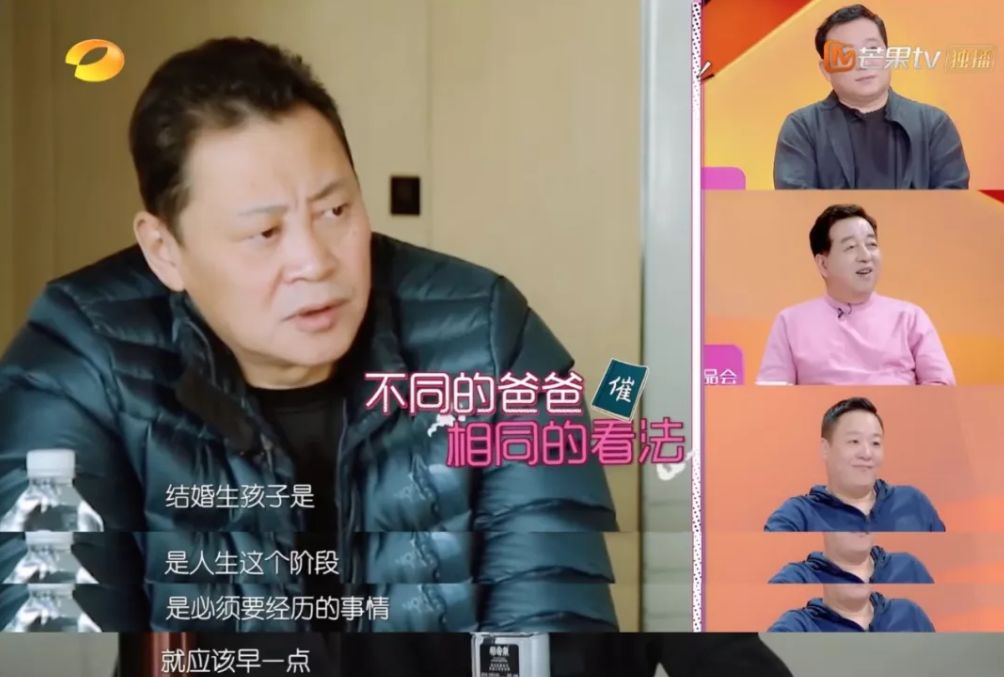 芒果tv独播
不同的爸爸 催
相同的看法
品会
结婚生孩子是
是人生这个阶段
是必须要经历的事情
就应该早一点